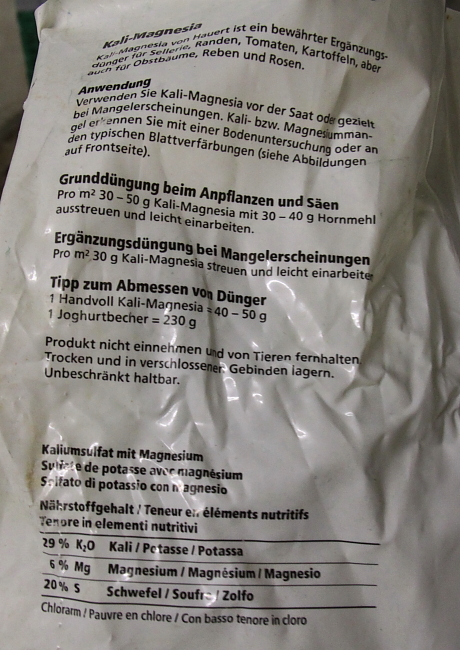 Kali-Magnesia
Kali-Magnesia von Hauert ist ein bewährter Ergänzungs-
dünger für Sellerie, Randen, Tomaten, Kartoffeln, aber
auch für Obstbäume, Reben und Rosen.
Anwendung
Verwenden Sie Kali-Magnesia vor der Saat oder gezielt
bei Mangelerscheinungen. Kali- bzw. Magnesiumman-
gel erkennen Sie mit einer Bodenuntersuchung oder an
den typischen Blattverfärbungen (siehe Abbildungen
auf Frontseite).
Grunddüngung beim Anpflanzen und Säen
Pro m² 30 – 50 g Kali-Magnesia mit 30 – 40 g Hornmehl
ausstreuen und leicht einarbeiten.
Ergänzungsdüngung bei Mangelerscheinungen
Pro m² 30 g Kali-Magnesia streuen und leicht einarbeiten
Tipp zum Abmessen von Dünger
1 Handvoll Kali-Magnesia = 40 – 50 g
1 Joghurtbecher = 230 g
Produkt nicht einnehmen und von Tieren fernhalten.
Trocken und in verschlossenen Gebinden lagern.
Unbeschränkt haltbar.
Kaliumsulfat mit Magnesium
Sulfate de potasse avec magnésium
Solfato di potassio con magnesio
Nährstoffgehalt / Teneur en éléments nutritifs
Tenore in elementi nutritivi
29 % K₂O Kali / Potasse / Potassa
6 % Mg Magnesium / Magnésium / Magnesio
20 % S Schwefel / Soufre / Zolfo
Chlorarm / Pauvre en chlore / Con basso tenore in cloro